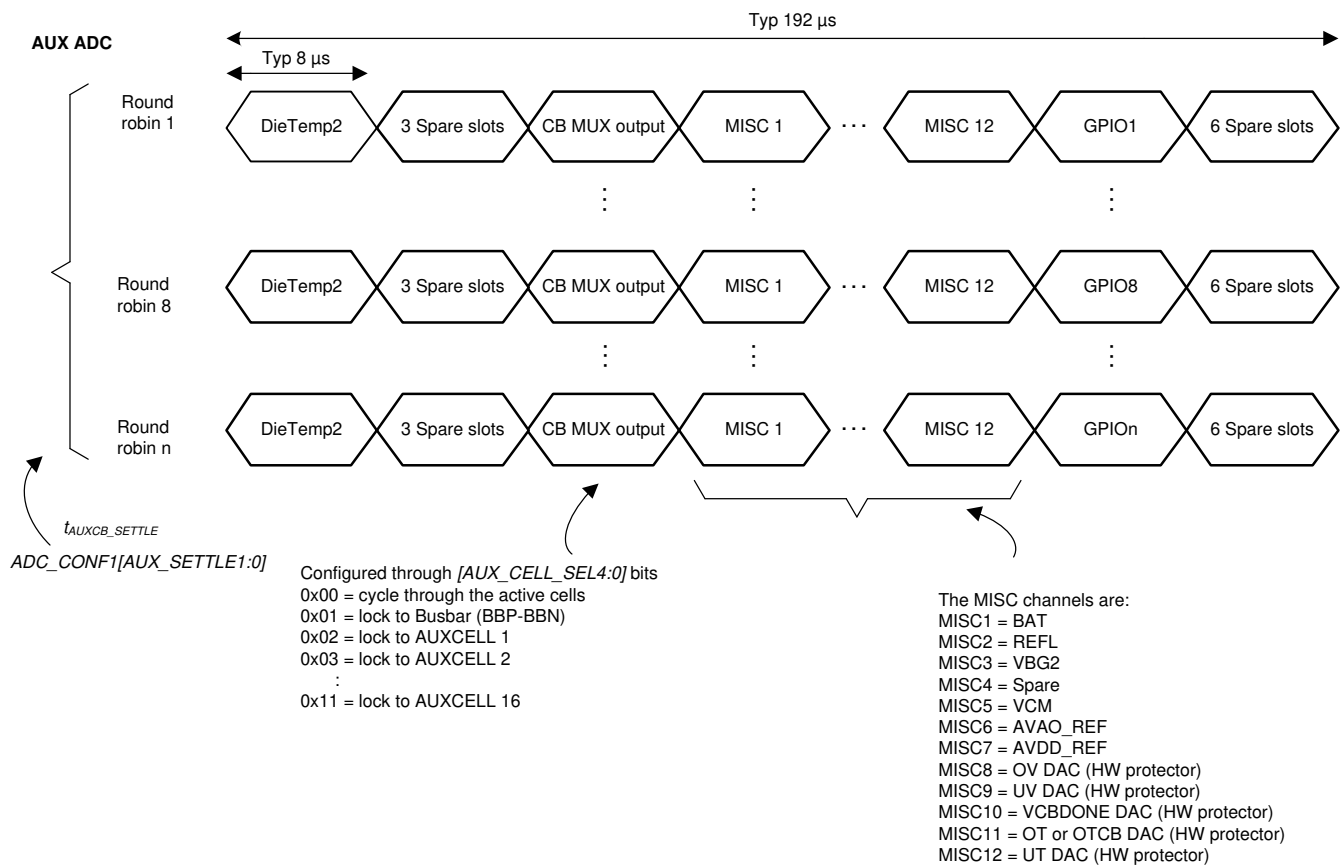 Typ 192 µs
AUX ADC
Typ 8 µs
Round
robin 1
DieTemp2
3 Spare slots
CB MUX output
MISC 1
...
MISC 12
GPIO1
6 Spare slots
Round
robin 8
DieTemp2
3 Spare slots
CB MUX output
MISC 1
...
MISC 12
GPIO8
6 Spare slots
Round
robin n
DieTemp2
3 Spare slots
CB MUX output
MISC 1
...
MISC 12
GPIOn
6 Spare slots
tAUXCB_SETTLE
ADC_CONF1[AUX_SETTLE1:0]
Configured through [AUX_CELL_SEL4:0] bits
0x00 = cycle through the active cells
0x01 = lock to Busbar (BBP-BBN)
0x02 = lock to AUXCELL 1
0x03 = lock to AUXCELL 2
:
0x11 = lock to AUXCELL 16
The MISC channels are:
MISC1 = BAT
MISC2 = REFL
MISC3 = VBG2
MISC4 = Spare
MISC5 = VCM
MISC6 = AVAO_REF
MISC7 = AVDD_REF
MISC8 = OV DAC (HW protector)
MISC9 = UV DAC (HW protector)
MISC10 = VCBDONE DAC (HW protector)
MISC11 = OT or OTCB DAC (HW protector)
MISC12 = UT DAC (HW protector)